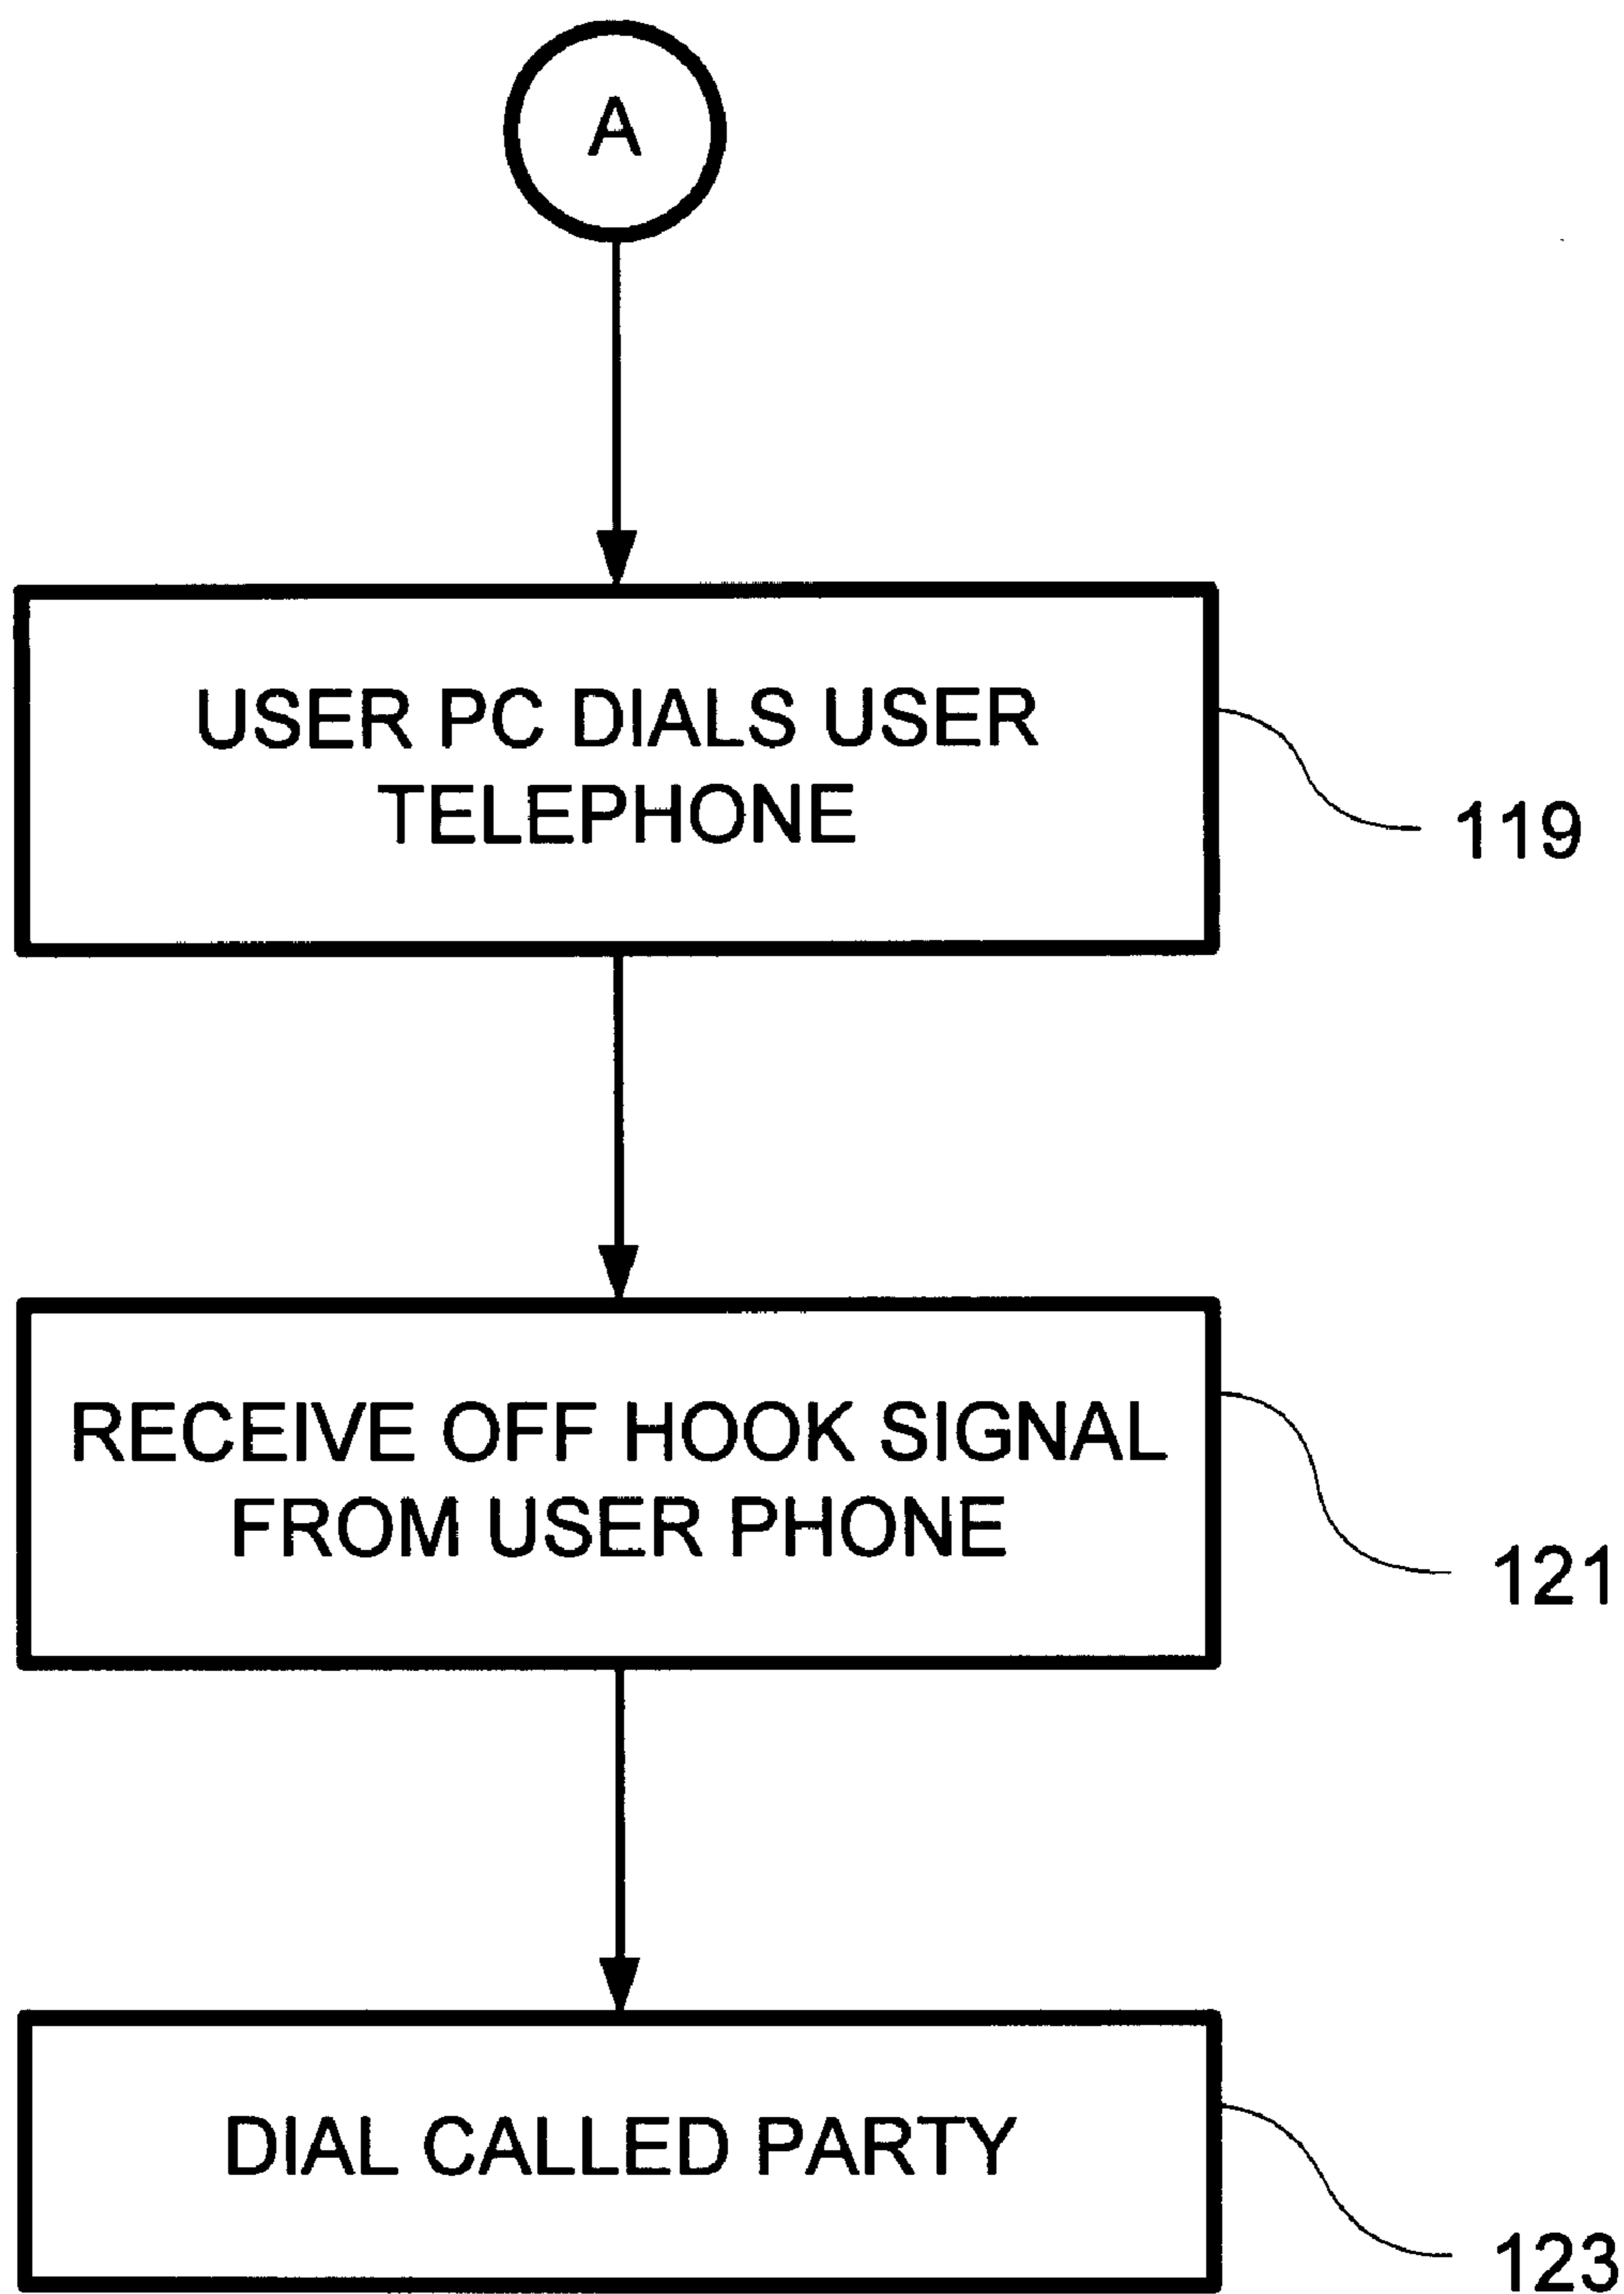 A
USER PC DIALS USER
TELEPHONE
119
RECEIVE OFF HOOK SIGNAL
FROM USER PHONE
121
DIAL CALLED PARTY
123